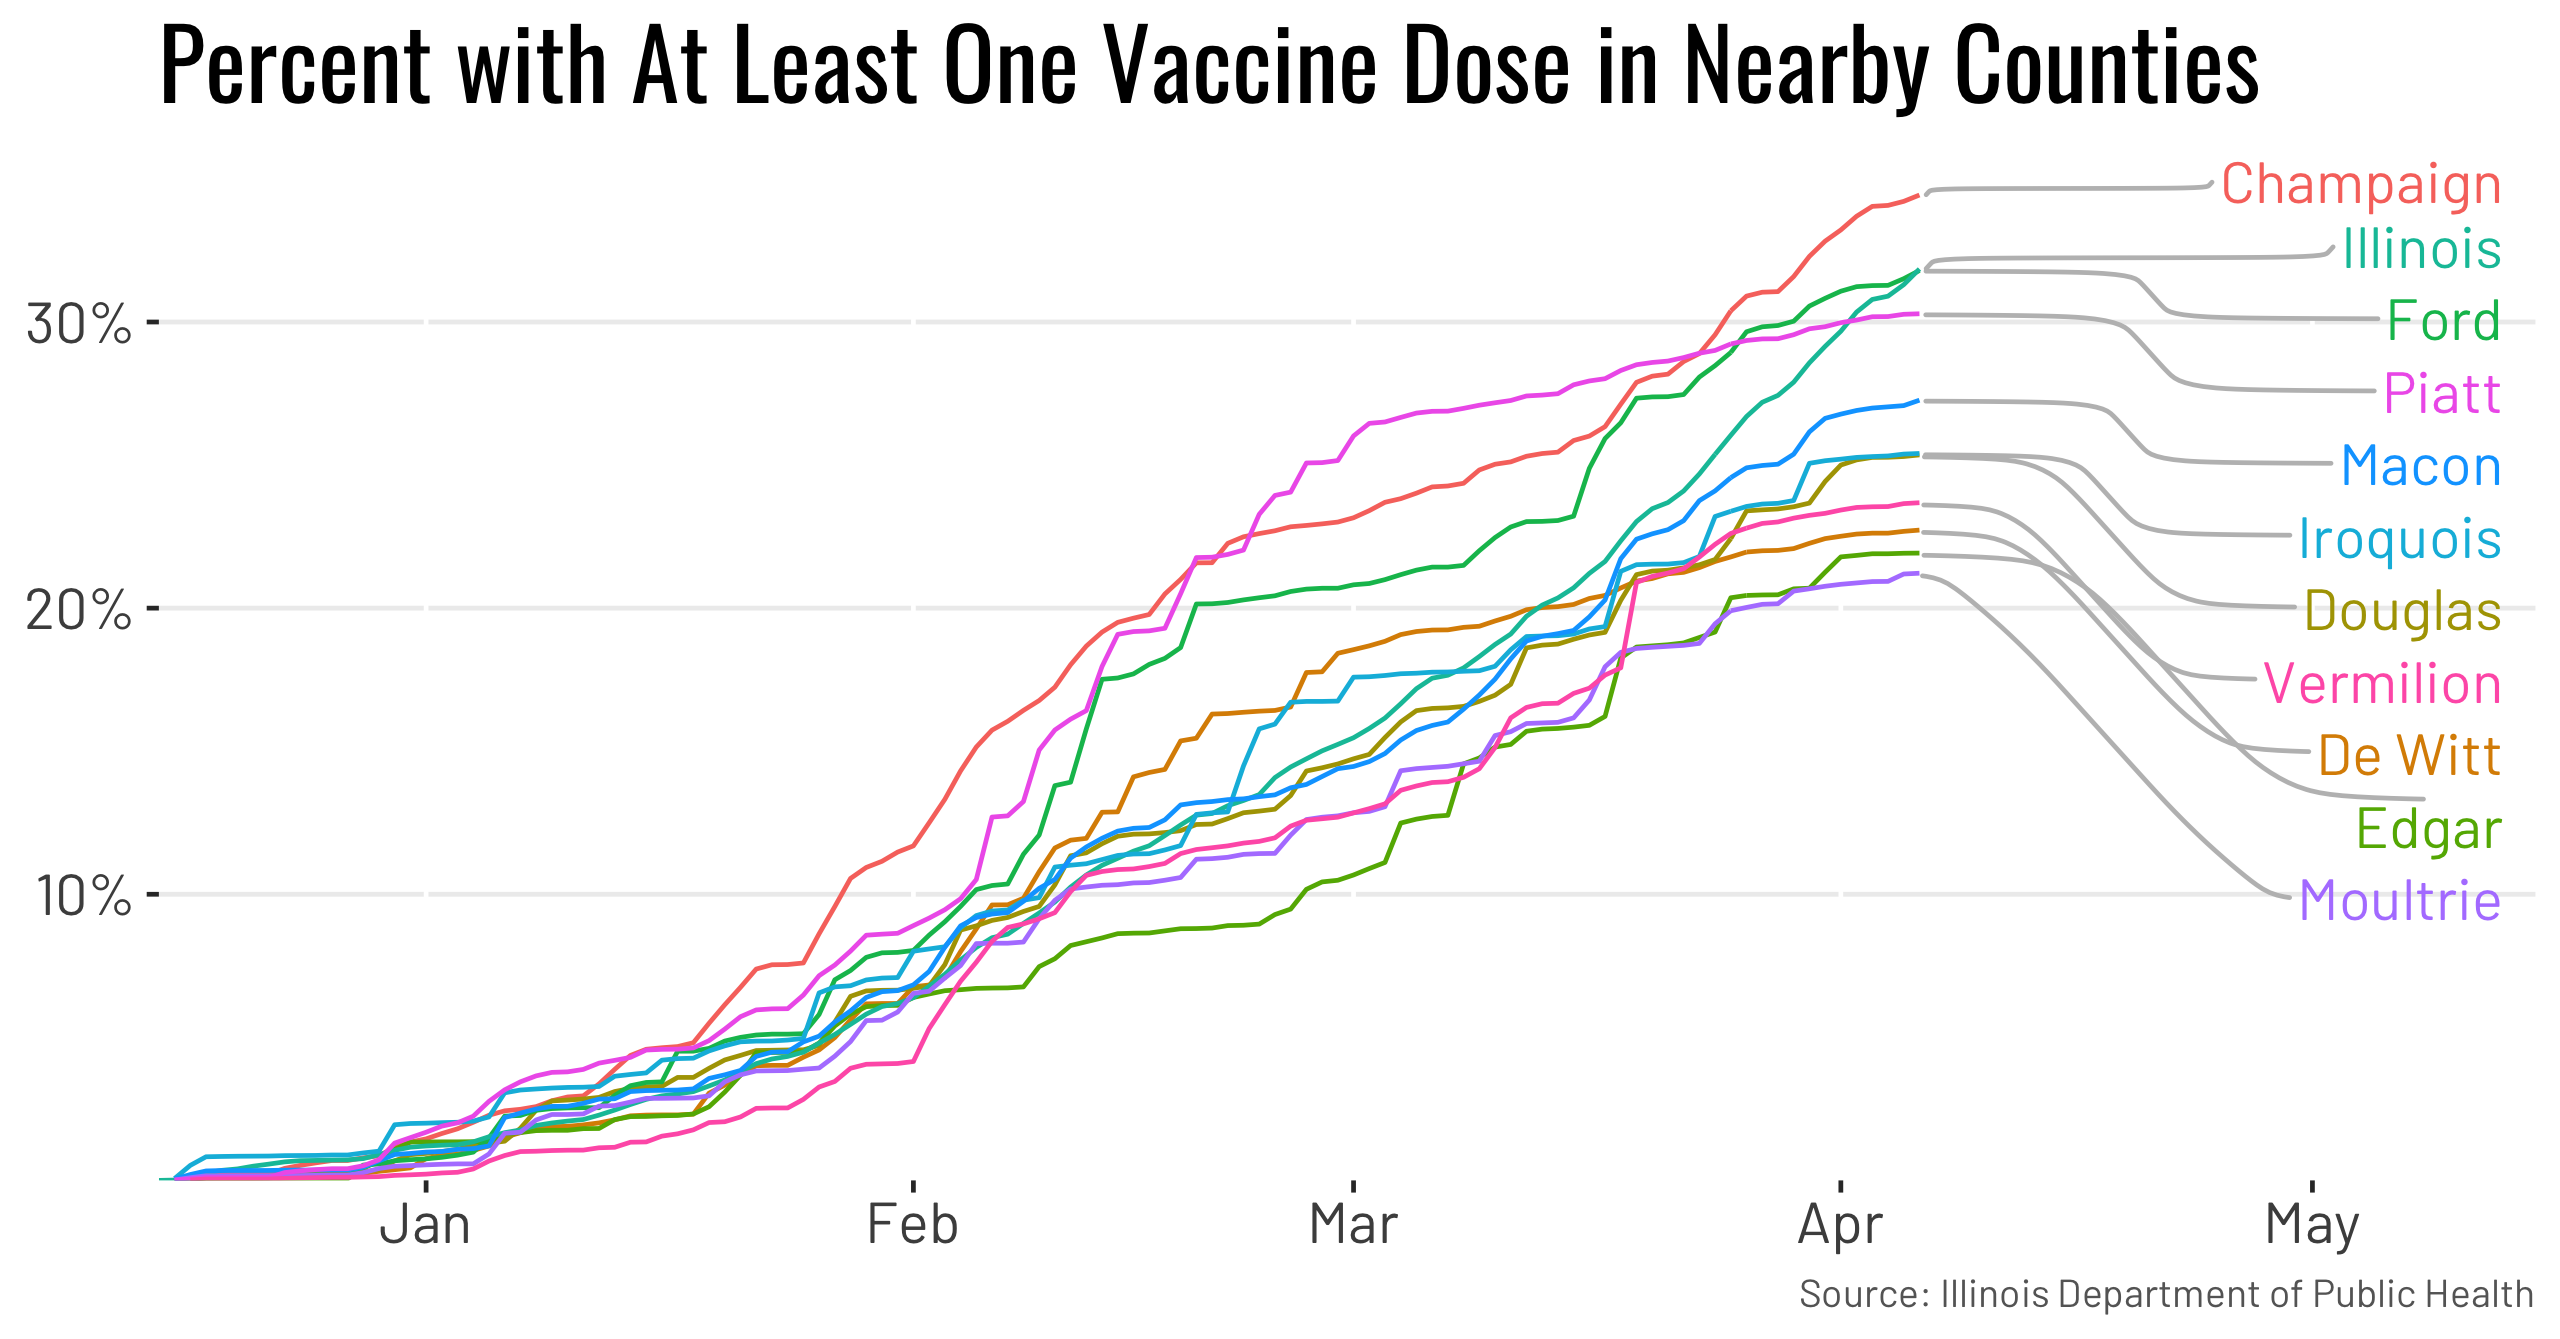 Percent with At Least One Vaccine Dose in Nearby Counties
Champaign
Illinois
30%
Ford
Piatt
Macon
Iroquois
20%
Douglas
Vermilion
De Witt
Edgar
10%
Moultrie
Jan Feb Mar Apr May
Source: Illinois Department of Public Health